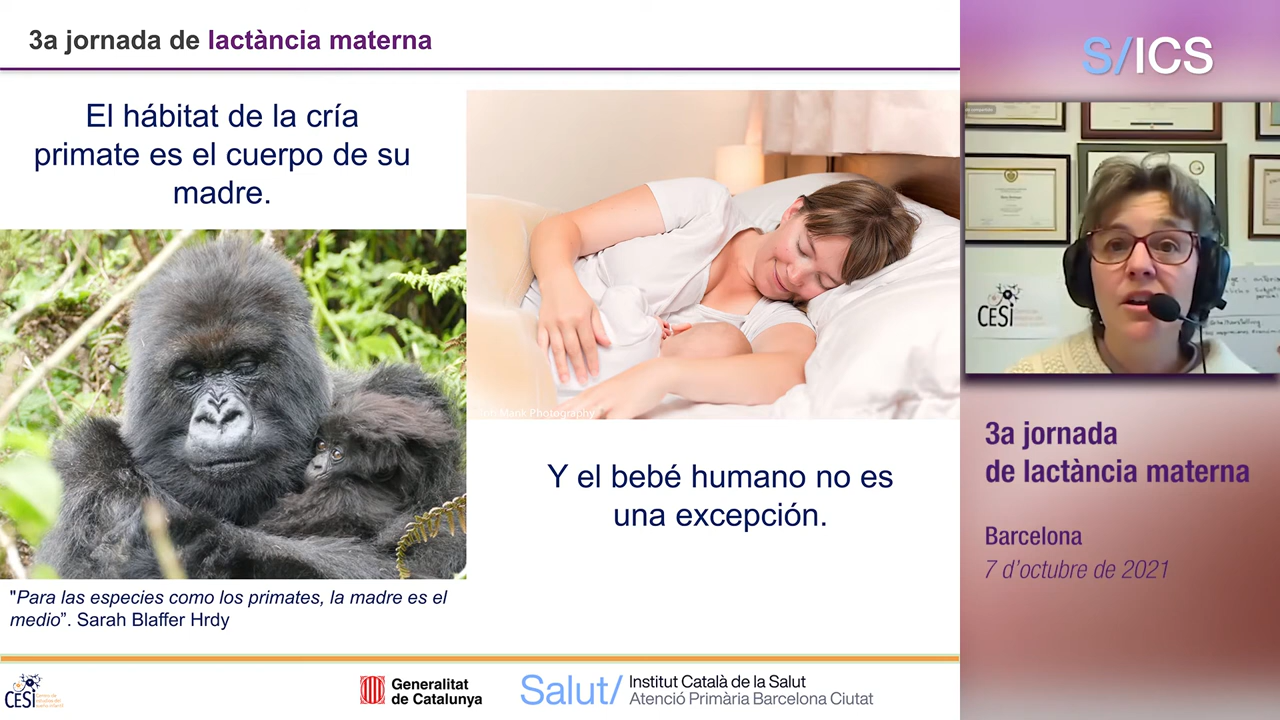 3a jornada de lactància materna
El hábitat de la cría
primate es el cuerpo de su
madre.
Y el bebé humano no es
una excepción.
"Para las especies como los primates, la madre es el
medio”. Sarah Blaffer Hrdy
CESI
Generalitat
de Catalunya
Salut/
Institut Català de la Salut
Atenció Primària Barcelona Ciutat
S/ICS
CESI
3a jornada
de lactància materna
Barcelona
7 d’octubre de 2021